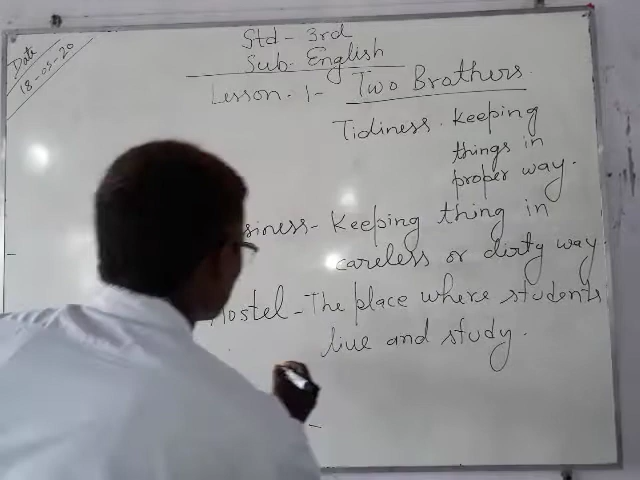 Date
18-05-20
Std - 3rd
Sub- English
Lesson- 1 - Two Brothers.
Tidiness. Keeping
things in
proper way.
Keeping thing in
careless or dirty way.
Hostel - The place where students
live and study.